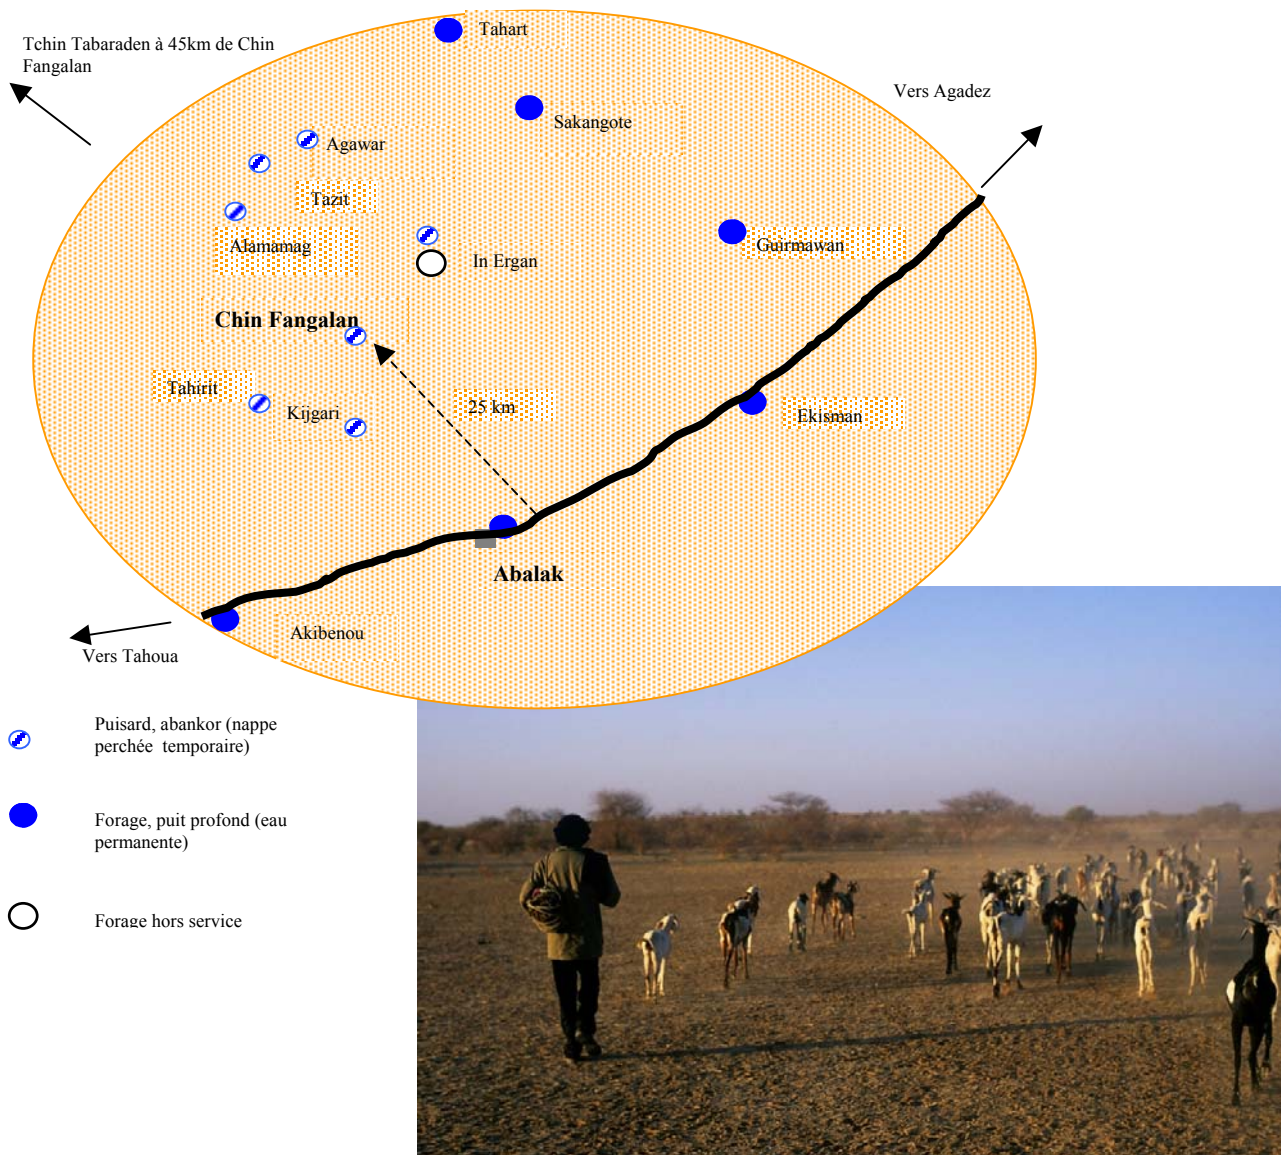 Tahart
Tchin Tabaraden à 45km de Chin
Fangalan
Vers Agadez
Sakangote
Agawar
Tazit
Alamamag
Guirmawan
In Ergan
Chin Fangalan
Tahirit
Kijgari
25 km
Ekisman
Abalak
Akibenou
Vers Tahoua
Puisard, abankor (nappe
perchée temporaire)
Forage, puit profond (eau
permanente)
Forage hors service